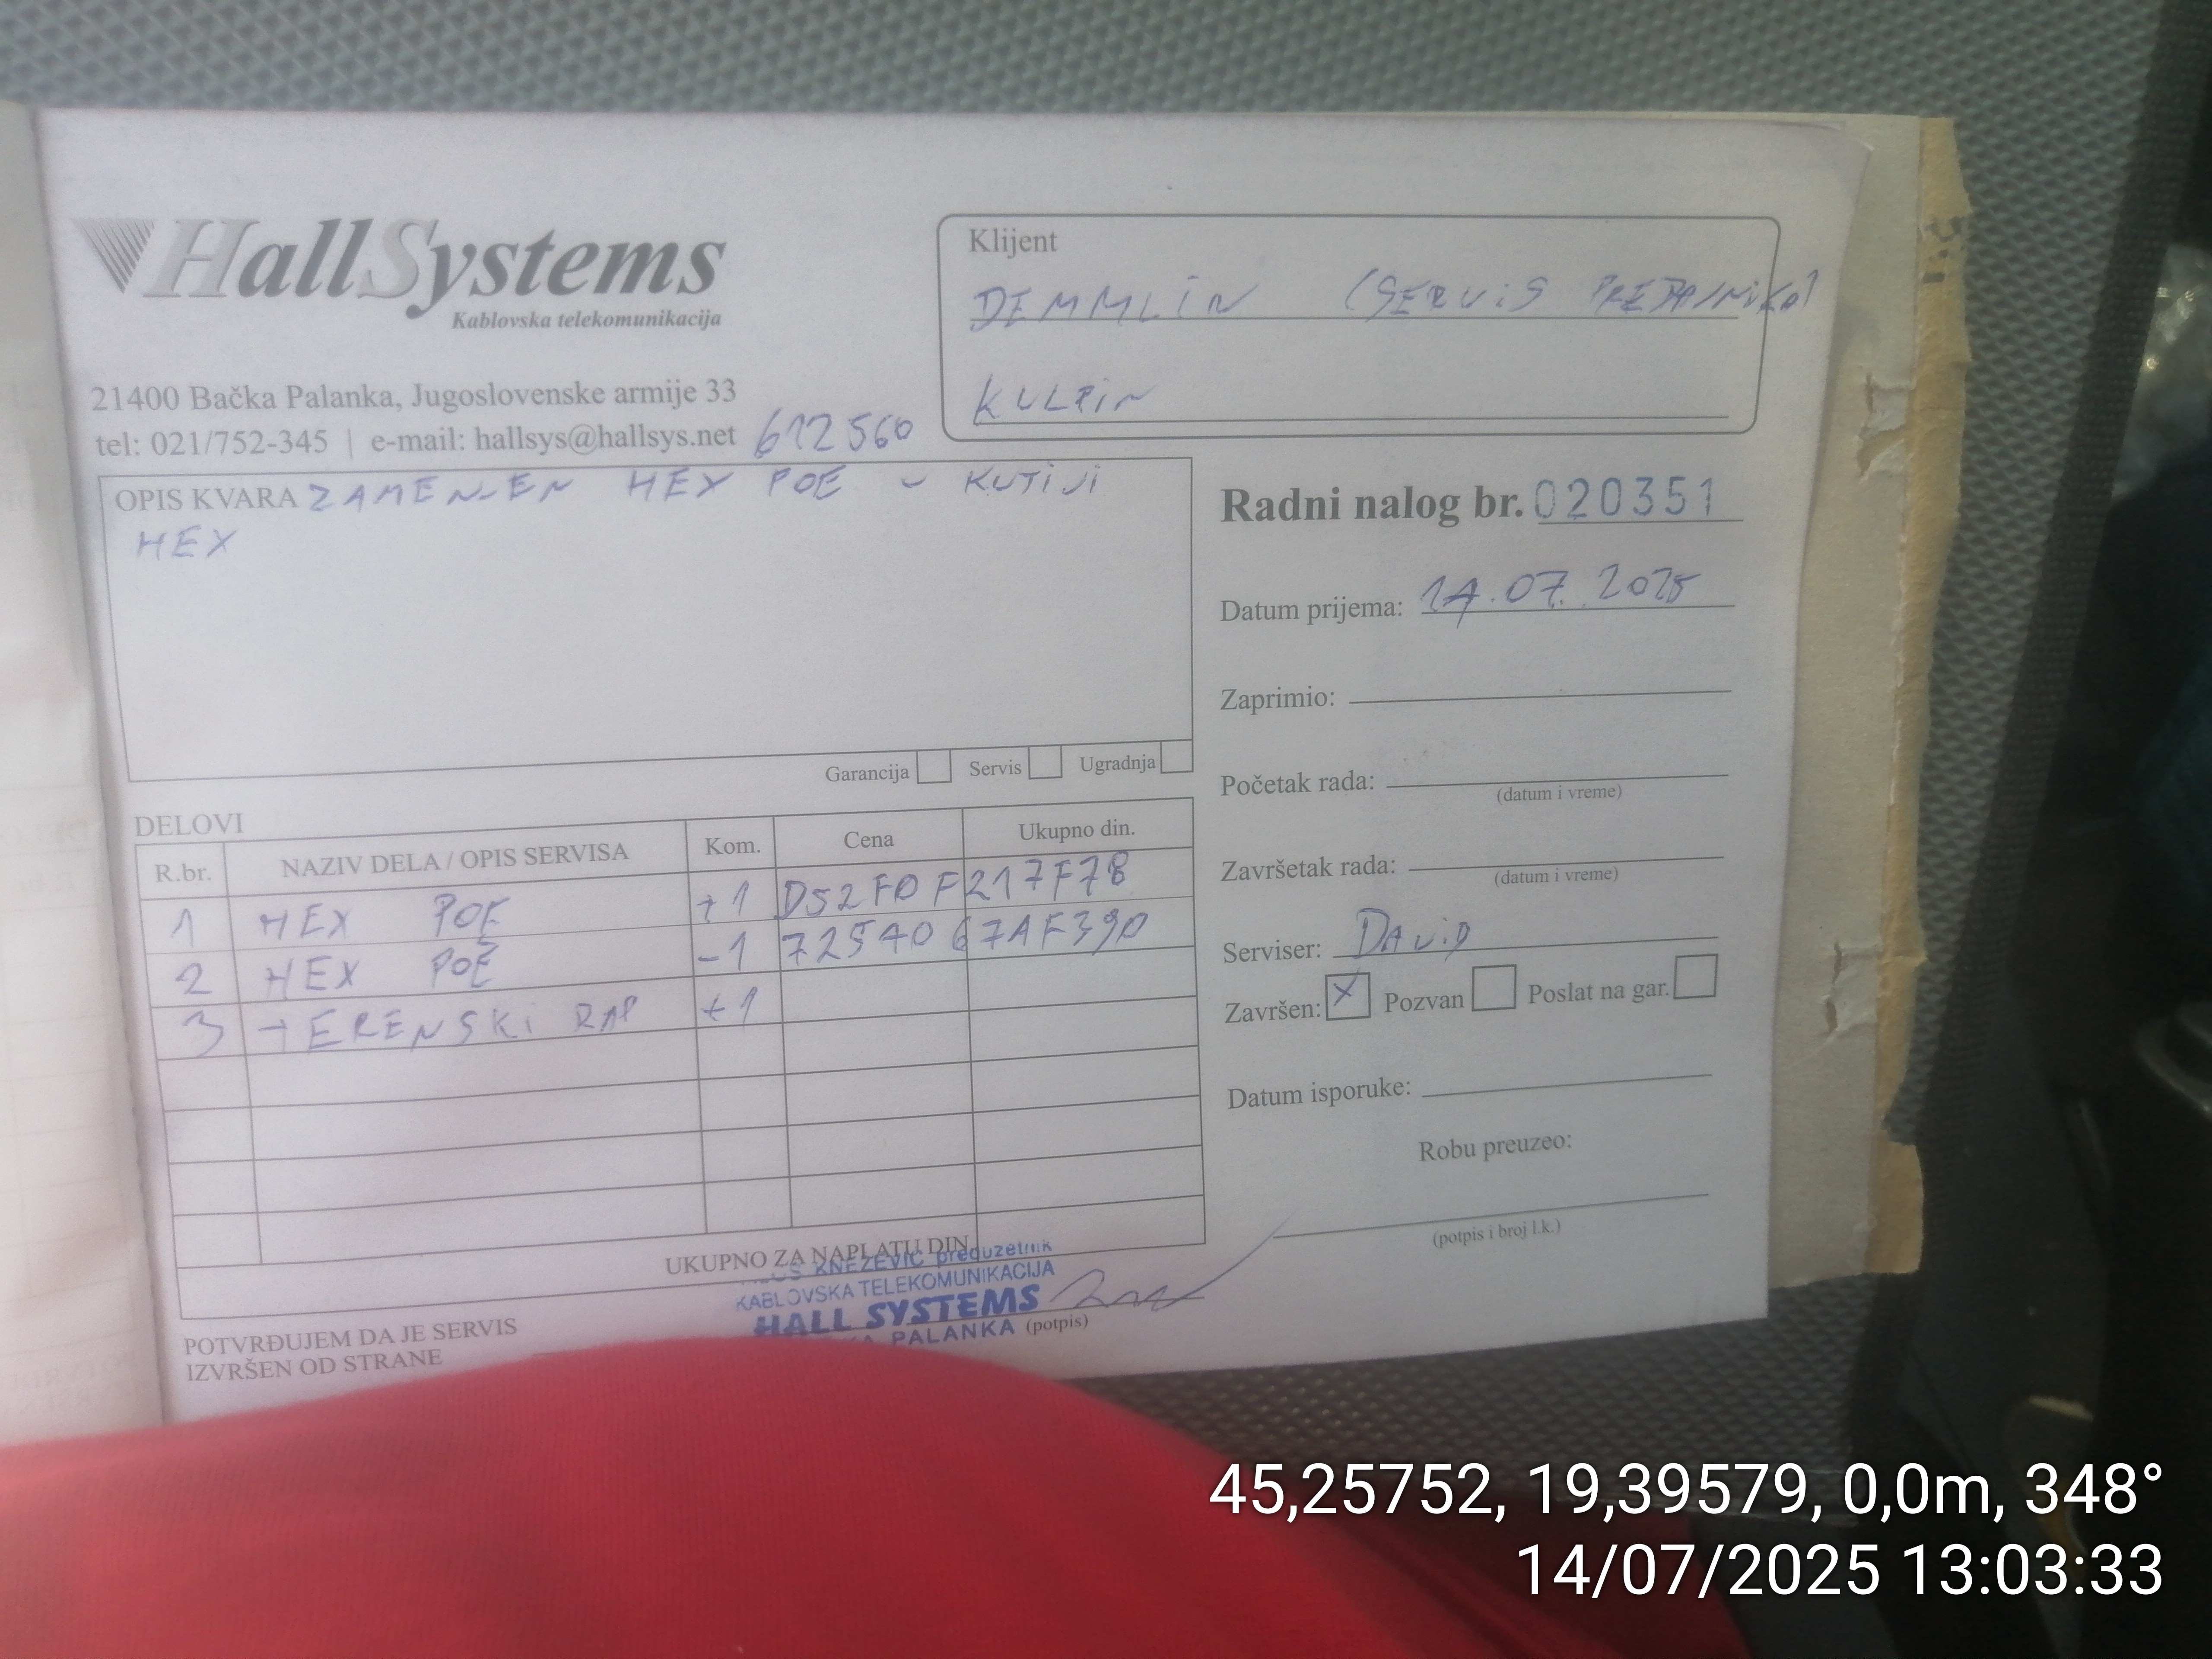 HallSystems
Kablovska telekomunikacija
21400 Bačka Palanka, Jugoslovenske armije 33
tel: 021/752-345 | e-mail: hallsys@hallsys.net 612560
Klijent
DEMMLIN (SERVIS
KULPIN
OPIS KVARA ZAMENJEN HEX POE U KUTIJI
HEX
Garancija Servis Ugradnja
Radni nalog br. 020351
Datum prijema: 14.07.2025
Zaprimio:
Početak rada:
(datum i vreme)
Završetak rada:
(datum i vreme)
Serviser: DAViD
Završen: X Pozvan Poslat na gar.
Datum isporuke:
Robu preuzeo:
(potpis i broj l.k.)
DELOVI
R.br. NAZIV DELA / OPIS SERVISA Kom. Cena Ukupno din.
1 HEX POE +1 D52FDF217F78
2 HEX POE -1 7254067AF390
3 TERENSKI RAD +1
UKUPNO ZA NAPLATU DIN.
KNEŽEVIĆ preduzetnik
KABLOVSKA TELEKOMUNIKACIJA
HALL SYSTEMS
PALANKA (potpis)
POTVRĐUJEM DA JE SERVIS
IZVRŠEN OD STRANE
45,25752, 19,39579, 0,0m, 348°
14/07/2025 13:03:33